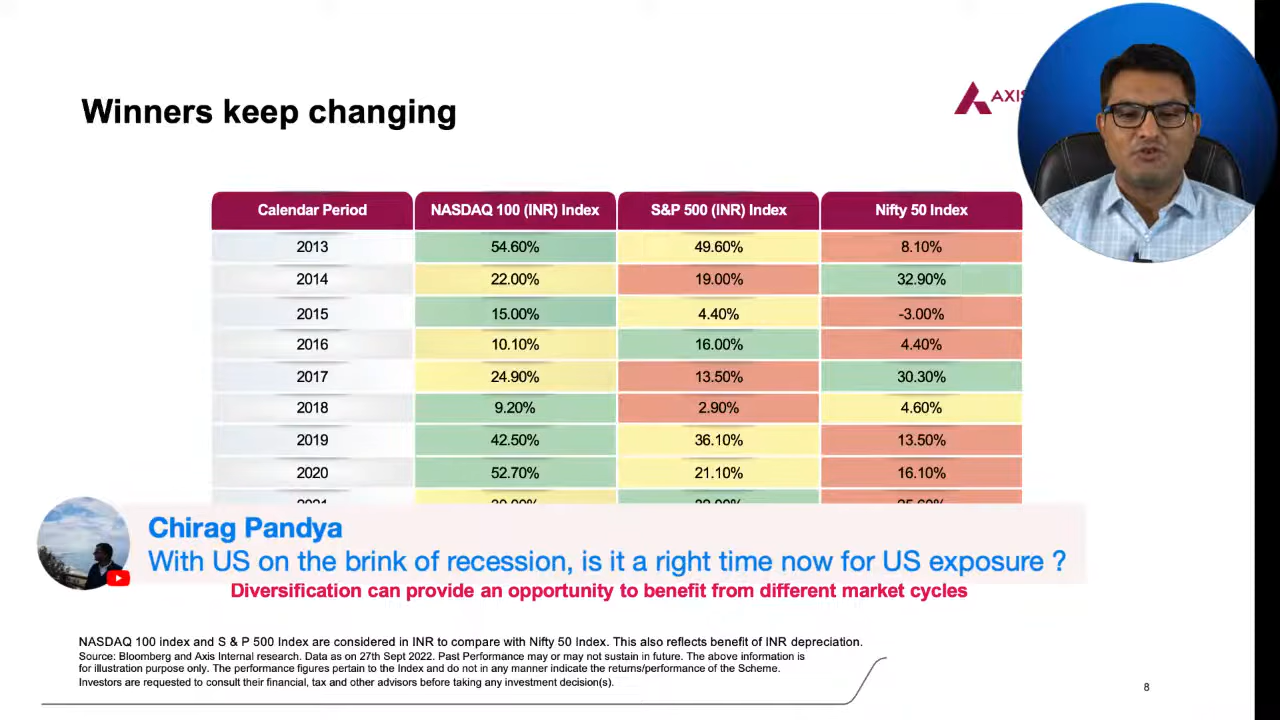 Winners keep changing
AXIS
Calendar Period NASDAQ 100 (INR) Index S&P 500 (INR) Index Nifty 50 Index
2013 54.60% 49.60% 8.10%
2014 22.00% 19.00% 32.90%
2015 15.00% 4.40% -3.00%
2016 10.10% 16.00% 4.40%
2017 24.90% 13.50% 30.30%
2018 9.20% 2.90% 4.60%
2019 42.50% 36.10% 13.50%
2020 52.70% 21.10% 16.10%
Chirag Pandya
With US on the brink of recession, is it a right time now for US exposure ?
Diversification can provide an opportunity to benefit from different market cycles
NASDAQ 100 index and S & P 500 Index are considered in INR to compare with Nifty 50 Index. This also reflects benefit of INR depreciation.
Source: Bloomberg and Axis Internal research. Data as on 27th Sept 2022. Past Performance may or may not sustain in future. The above information is
for illustration purpose only. The performance figures pertain to the Index and do not in any manner indicate the returns/performance of the Scheme.
Investors are requested to consult their financial, tax and other advisors before taking any investment decision(s).
8